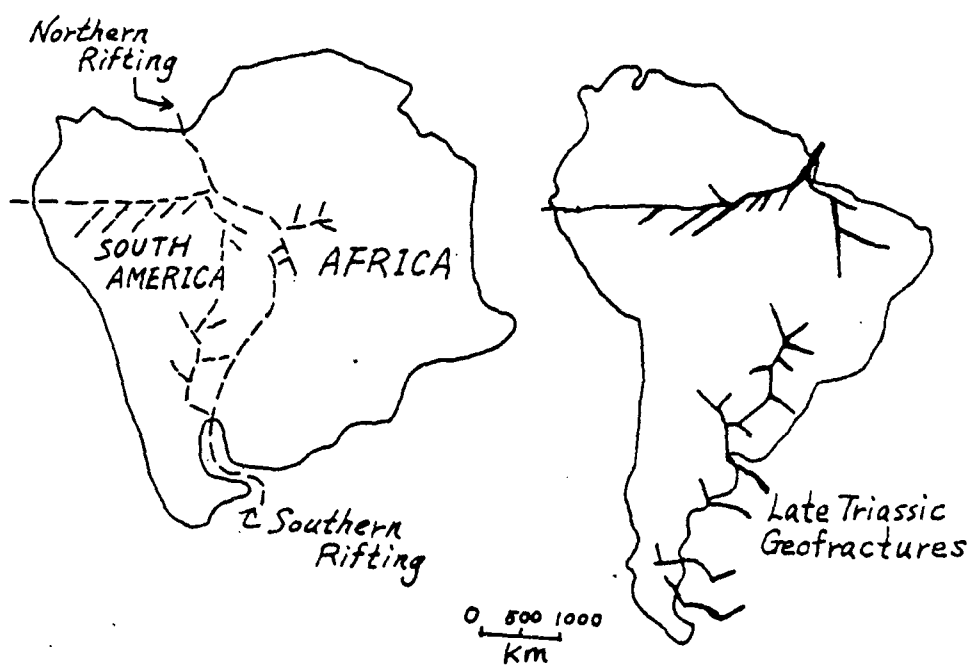 Northern
Rifting
SOUTH
AMERICA
AFRICA
Southern
Rifting
Late Triassic
Geofractures
0 500 1000
Km